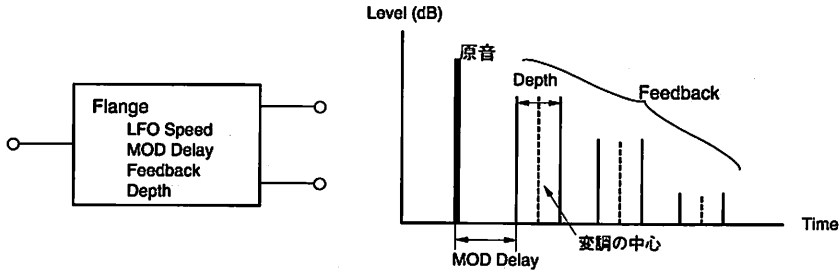 Flange
LFO Speed
MOD Delay
Feedback
Depth
Level (dB)
原音
Depth
Feedback
Time
変調の中心
MOD Delay